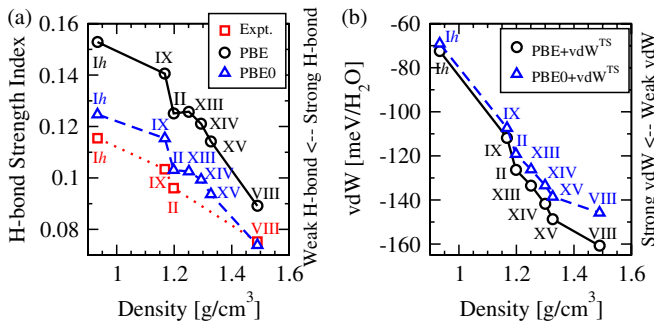 (a)
H-bond Strength Index
0.16
0.14
0.12
0.1
0.08
1
1.2
1.4
1.6
Density [g/cm³]
Expt.
PBE
PBE0
Ih
IX
II
XIII
XIV
XV
VIII
Ih
IX
II
XIII
XIV
XV
Ih
IX
II
VIII
Weak H-bond <-- Strong H-bond
(b)
vdW [meV/H₂O]
-60
-80
-100
-120
-140
-160
1
1.2
1.4
1.6
Density [g/cm³]
PBE+vdWᵀˢ
PBE0+vdWᵀˢ
Ih
IX
II
XIII
XIV
XV
VIII
Ih
IX
II
XIII
XIV
XV
VIII
Strong vdW <-- Weak vdW